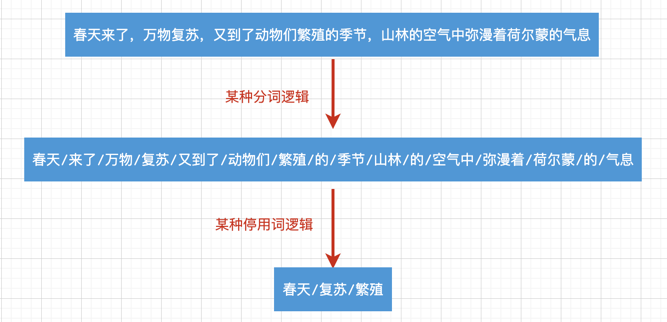 春天来了，万物复苏，又到了动物们繁殖的季节，山林的空气中弥漫着荷尔蒙的气息
某种分词逻辑
春天/来了/万物/复苏/又到了/动物们/繁殖/的/季节/山林/的/空气中/弥漫着/荷尔蒙/的/气息
某种停用词逻辑
春天/复苏/繁殖